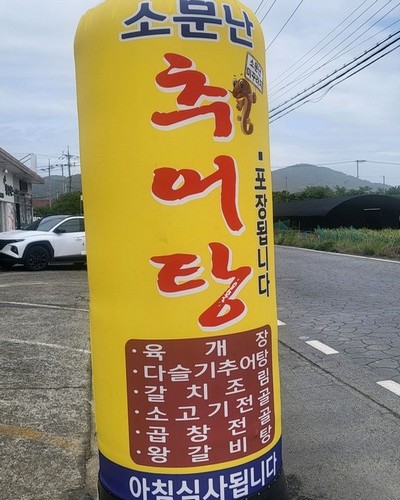 소문난
추어탕
▪포장됩니다
·육개장
·다슬기추어탕
·갈치조림
·소고기전골
·곱창전골
·왕갈비탕
아침식사됩니다